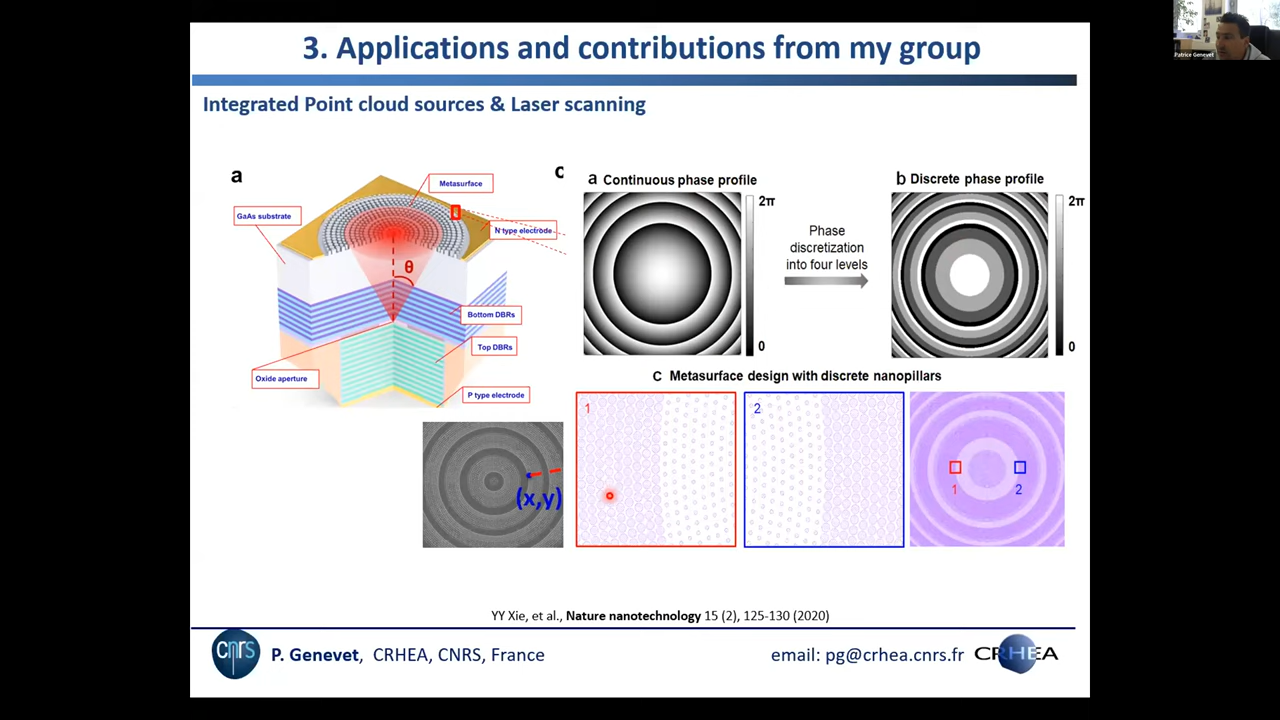 3. Applications and contributions from my group
Patrice Genevet
Integrated Point cloud sources & Laser scanning
a
Metasurface
GaAs substrate
N type electrode
θ
Bottom DBRs
Top DBRs
Oxide aperture
P type electrode
(x,y)
c
a Continuous phase profile
2π
0
Phase
discretization
into four levels
b Discrete phase profile
2π
0
C Metasurface design with discrete nanopillars
1
2
1
2
YY Xie, et al., Nature nanotechnology 15 (2), 125-130 (2020)
cnrs
P. Genevet, CRHEA, CNRS, France
email: pg@crhea.cnrs.fr
CRHEA